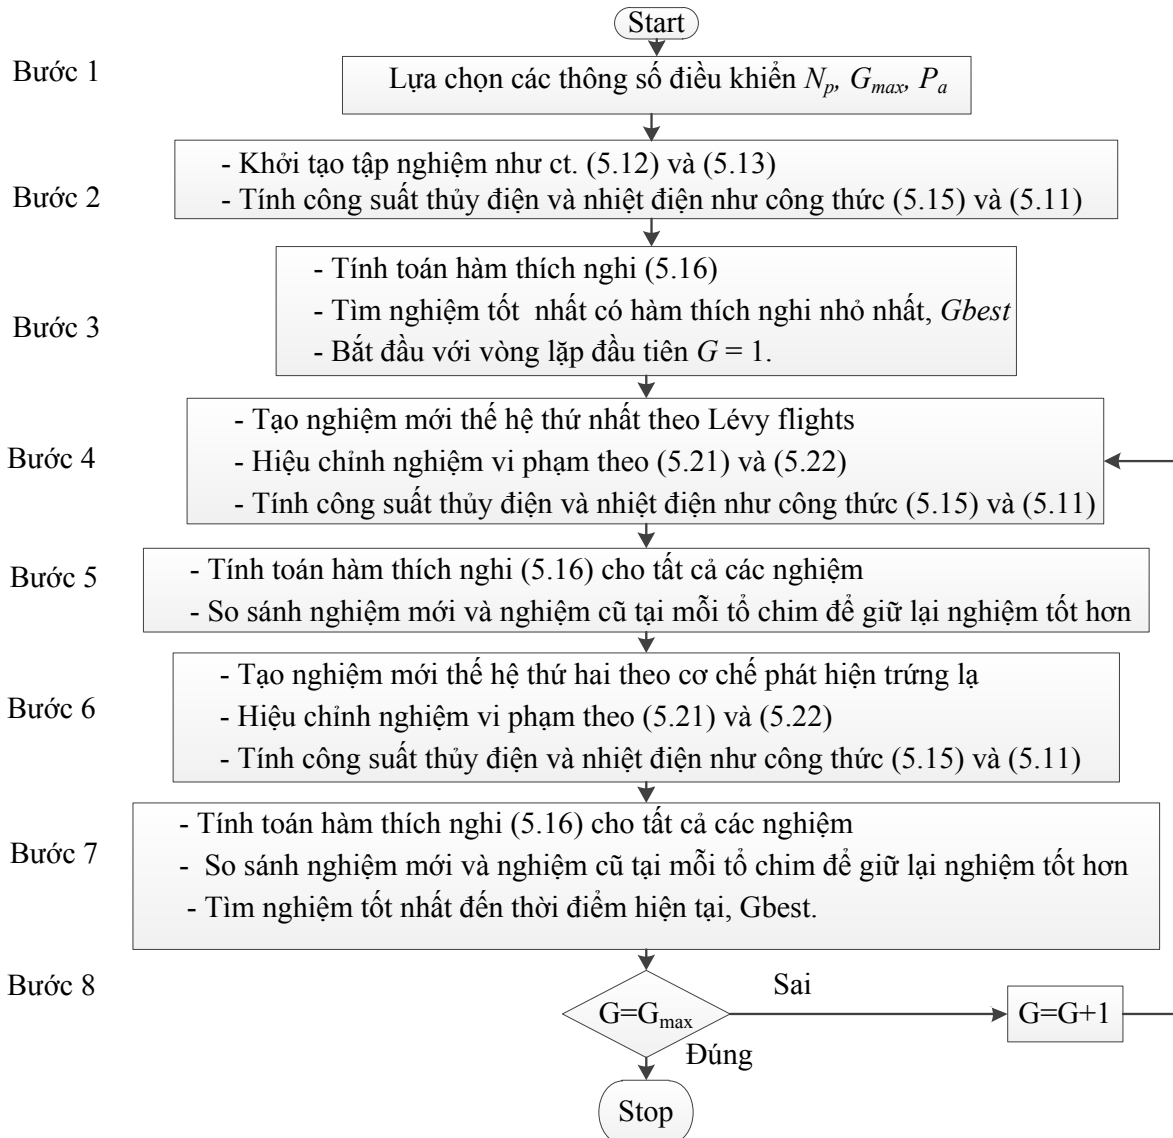 Start
Bước 1
Lựa chọn các thông số điều khiển Np, Gmax, Pa
Bước 2
- Khởi tạo tập nghiệm như ct. (5.12) và (5.13)
- Tính công suất thủy điện và nhiệt điện như công thức (5.15) và (5.11)
Bước 3
- Tính toán hàm thích nghi (5.16)
- Tìm nghiệm tốt nhất có hàm thích nghi nhỏ nhất, Gbest
- Bắt đầu với vòng lặp đầu tiên G = 1.
Bước 4
- Tạo nghiệm mới thế hệ thứ nhất theo Lévy flights
- Hiệu chỉnh nghiệm vi phạm theo (5.21) và (5.22)
- Tính công suất thủy điện và nhiệt điện như công thức (5.15) và (5.11)
Bước 5
- Tính toán hàm thích nghi (5.16) cho tất cả các nghiệm
- So sánh nghiệm mới và nghiệm cũ tại mỗi tổ chim để giữ lại nghiệm tốt hơn
Bước 6
- Tạo nghiệm mới thế hệ thứ hai theo cơ chế phát hiện trứng lạ
- Hiệu chỉnh nghiệm vi phạm theo (5.21) và (5.22)
- Tính công suất thủy điện và nhiệt điện như công thức (5.15) và (5.11)
Bước 7
- Tính toán hàm thích nghi (5.16) cho tất cả các nghiệm
- So sánh nghiệm mới và nghiệm cũ tại mỗi tổ chim để giữ lại nghiệm tốt hơn
- Tìm nghiệm tốt nhất đến thời điểm hiện tại, Gbest.
Bước 8
Sai
G=Gmax
G=G+1
Đúng
Stop